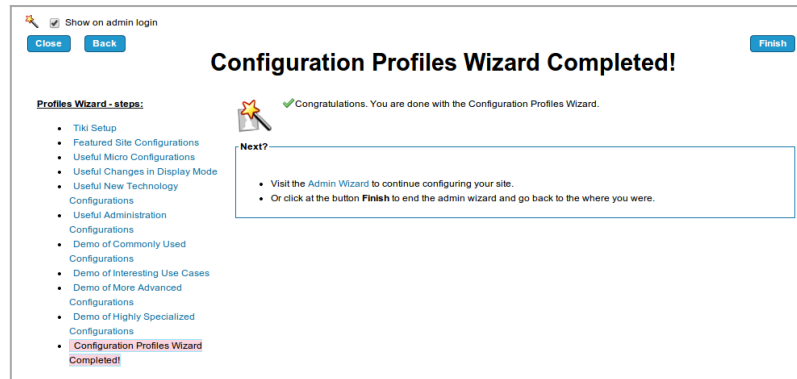 Show on admin login
Close
Back
Finish
Configuration Profiles Wizard Completed!
Profiles Wizard - steps:
Tiki Setup
Featured Site Configurations
Useful Micro Configurations
Useful Changes in Display Mode
Useful New Technology
Configurations
Useful Administration
Configurations
Demo of Commonly Used
Configurations
Demo of Interesting Use Cases
Demo of More Advanced
Configurations
Demo of Highly Specialized
Configurations
Configuration Profiles Wizard
Completed!
Congratulations. You are done with the Configuration Profiles Wizard.
Next?
Visit the Admin Wizard to continue configuring your site.
Or click at the button Finish to end the admin wizard and go back to the where you were.